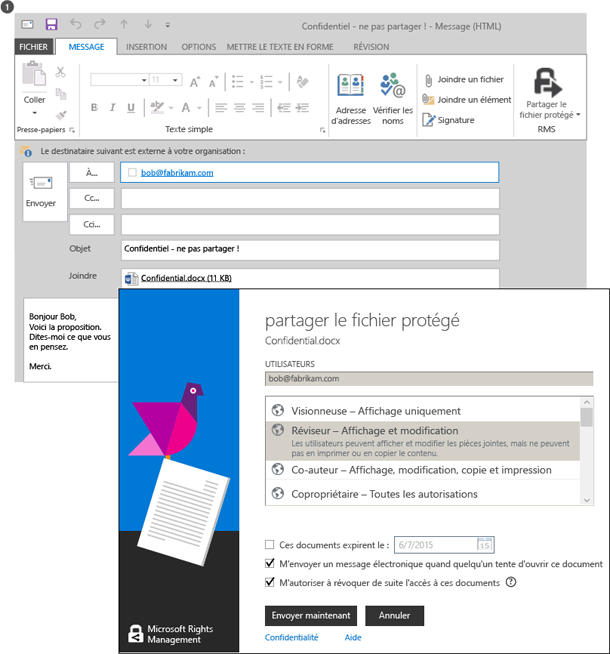 1
Confidentiel - ne pas partager ! - Message (HTML)
FICHIER MESSAGE INSERTION OPTIONS METTRE LE TEXTE EN FORME RÉVISION
Coller
Presse-papiers
11
A A
B I U ab A
Texte simple
Adresse
d'adresses
Vérifier les
noms
Joindre un fichier
Joindre un élément
Signature
Partager le
fichier protégé
RMS
Le destinataire suivant est externe à votre organisation :
Envoyer
À...
bob@fabrikam.com
Cc...
Cci...
Objet
Confidentiel - ne pas partager !
Joindre
Confidential.docx (11 KB)
Bonjour Bob,
Voici la proposition.
Dites-moi ce que vous
en pensez.
Merci.
partager le fichier protégé
Confidential.docx
UTILISATEURS
bob@fabrikam.com
Visionneuse – Affichage uniquement
Réviseur – Affichage et modification
Les utilisateurs peuvent afficher et modifier les pièces jointes, mais ne peuvent
pas en imprimer ou en copier le contenu.
Co-auteur – Affichage, modification, copie et impression
Copropriétaire – Toutes les autorisations
Ces documents expirent le :
6/7/2015
15
M'envoyer un message électronique quand quelqu'un tente d'ouvrir ce document
M'autoriser à révoquer de suite l'accès à ces documents ?
Envoyer maintenant
Annuler
Confidentialité
Aide
Microsoft Rights
Management